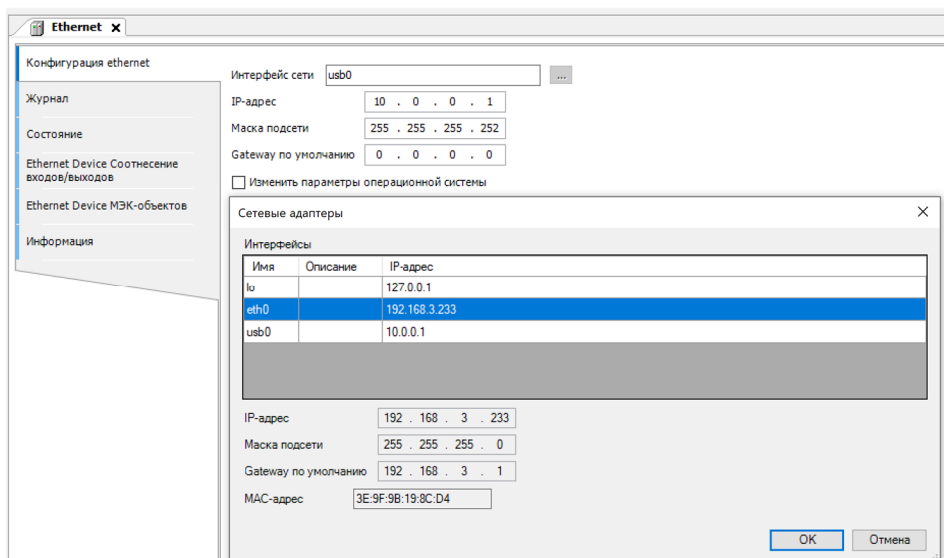 Ethernet
Конфигурация ethernet
Журнал
Состояние
Ethernet Device Соотнесение
входов/выходов
Ethernet Device МЭК-объектов
Информация
Интерфейс сети usb0 ...
IP-адрес 10 . 0 . 0 . 1
Маска подсети 255 . 255 . 255 . 252
Gateway по умолчанию 0 . 0 . 0 . 0
Изменить параметры операционной системы
Сетевые адаптеры
Интерфейсы
Имя Описание IP-адрес
lo 127.0.0.1
eth0 192.168.3.233
usb0 10.0.0.1
IP-адрес 192 . 168 . 3 . 233
Маска подсети 255 . 255 . 255 . 0
Gateway по умолчанию 192 . 168 . 3 . 1
MAC-адрес 3E:9F:9B:19:8C:D4
OK Отмена